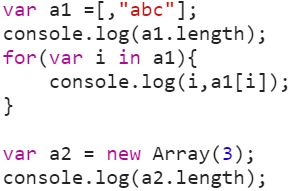 var a1 =[,"abc"];
console.log(a1.length);
for(var i in a1){
    console.log(i,a1[i]);
}

var a2 = new Array(3);
console.log(a2.length);